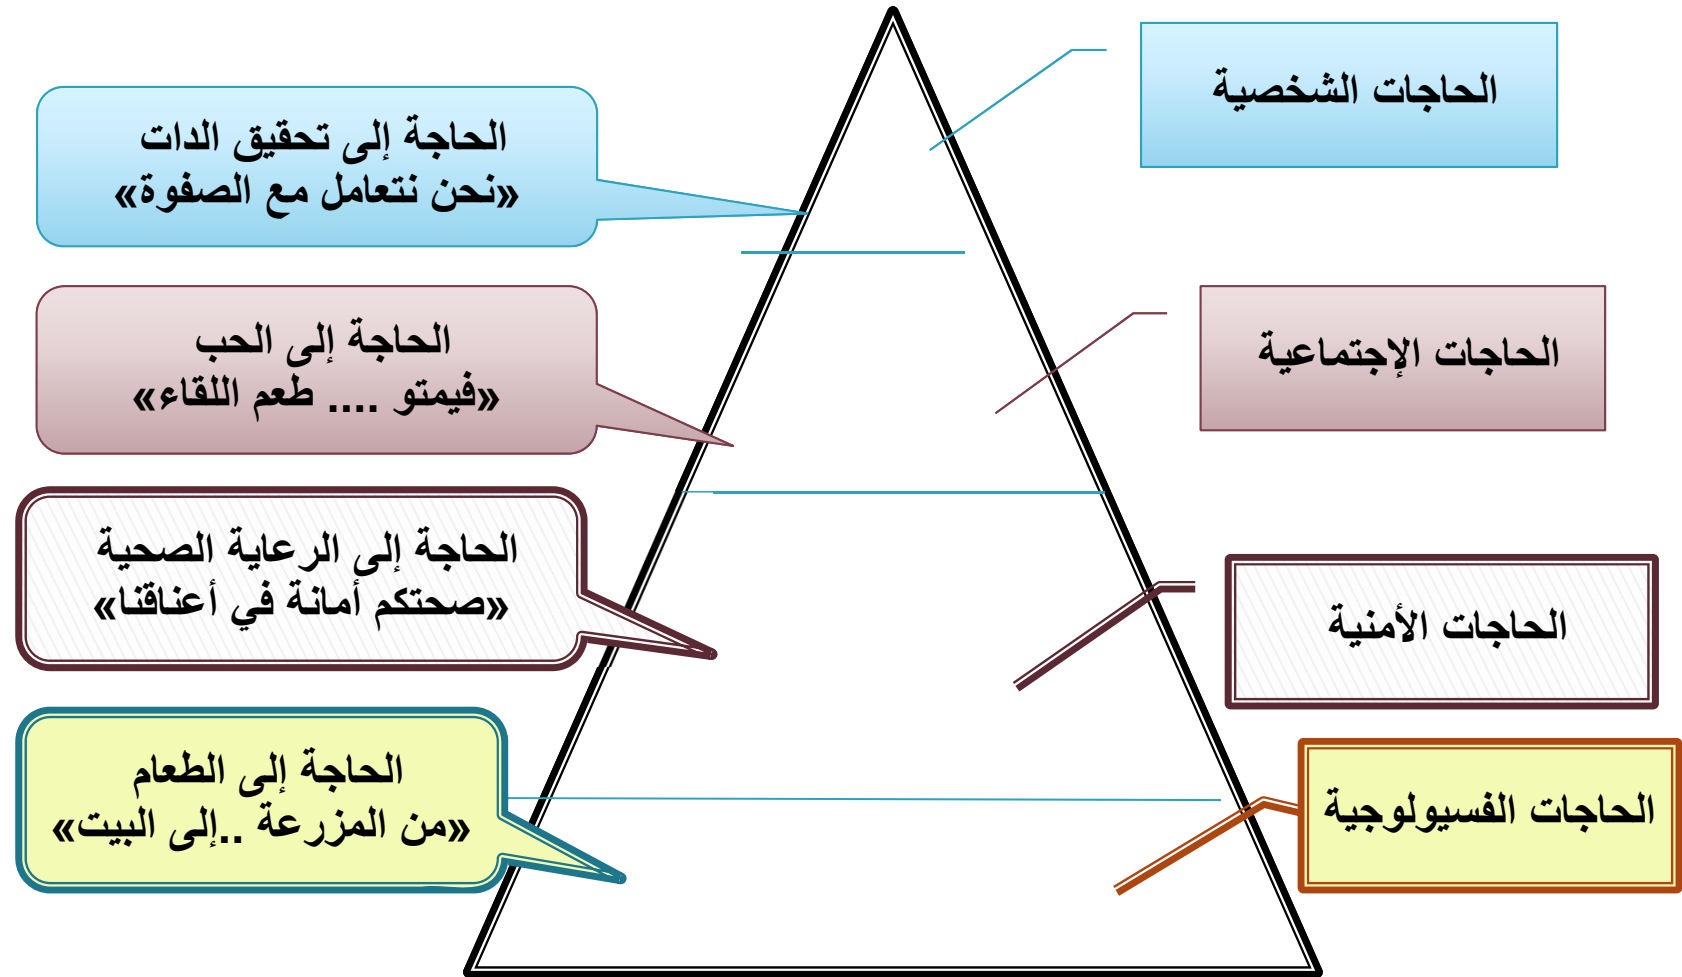 الحاجات الشخصية
الحاجة إلى تحقيق الدات
«نحن نتعامل مع الصفوة»
الحاجات الإجتماعية
الحاجة إلى الحب
«فيمتو .... طعم اللقاء»
الحاجات الأمنية
الحاجة إلى الرعاية الصحية
«صحتكم أمانة في أعناقنا»
الحاجات الفسيولوجية
الحاجة إلى الطعام
«من المزرعة ..إلى البيت»